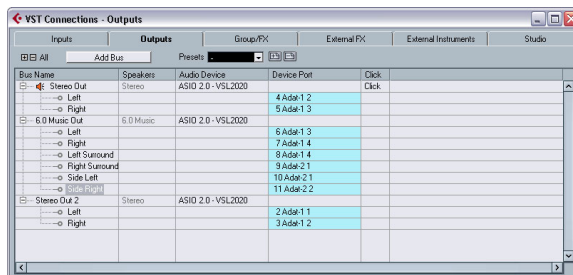 VST Connections - Outputs
Inputs Outputs Group/FX External FX External Instruments Studio
All Add Bus Presets -
Bus Name Speakers Audio Device Device Port Click
Stereo Out Stereo ASIO 2.0 - VSL2020 Click
Left 4 Adat-1 2
Right 5 Adat-1 3
6.0 Music Out 6.0 Music ASIO 2.0 - VSL2020
Left 6 Adat-1 3
Right 7 Adat-1 4
Left Surround 8 Adat-1 4
Right Surround 9 Adat-2 1
Side Left 10 Adat-2 1
Side Right 11 Adat-2 2
Stereo Out 2 Stereo ASIO 2.0 - VSL2020
Left 2 Adat-1 1
Right 3 Adat-1 2